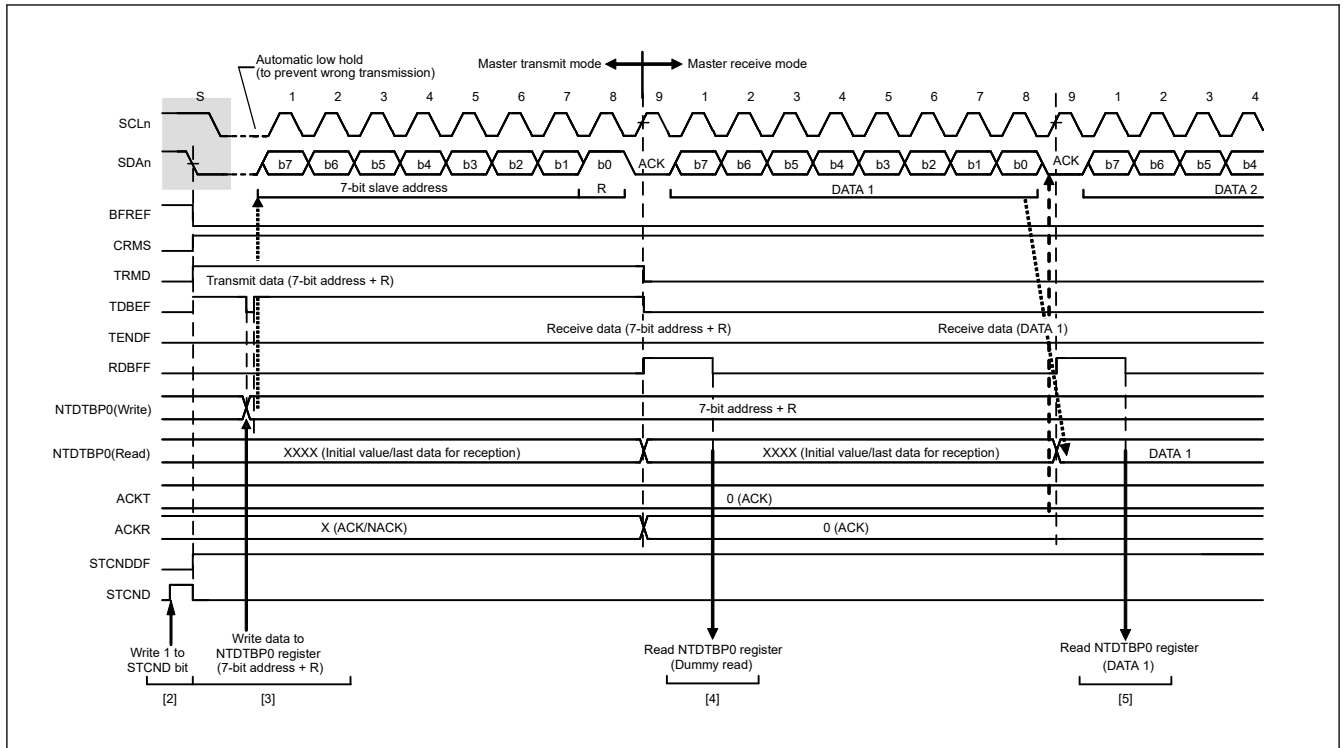 Automatic low hold
(to prevent wrong transmission)
Master transmit mode
Master receive mode
S 1 2 3 4 5 6 7 8 9 1 2 3 4 5 6 7 8 9 1 2 3 4
SCLn
SDAn b7 b6 b5 b4 b3 b2 b1 b0 ACK b7 b6 b5 b4 b3 b2 b1 b0 ACK b7 b6 b5 b4
7-bit slave address R DATA 1 DATA 2
BFREF
CRMS
TRMD Transmit data (7-bit address + R)
TDBEF
Receive data (7-bit address + R) Receive data (DATA 1)
TENDF
RDBFF
NTDTBP0(Write) 7-bit address + R
NTDTBP0(Read) XXXX (Initial value/last data for reception) XXXX (Initial value/last data for reception) DATA 1
ACKT 0 (ACK)
ACKR X (ACK/NACK) 0 (ACK)
STCNDDF
STCND
Write 1 to
STCND bit
Write data to
NTDTBP0 register
(7-bit address + R)
Read NTDTBP0 register
(Dummy read)
Read NTDTBP0 register
(DATA 1)
[2] [3] [4] [5]